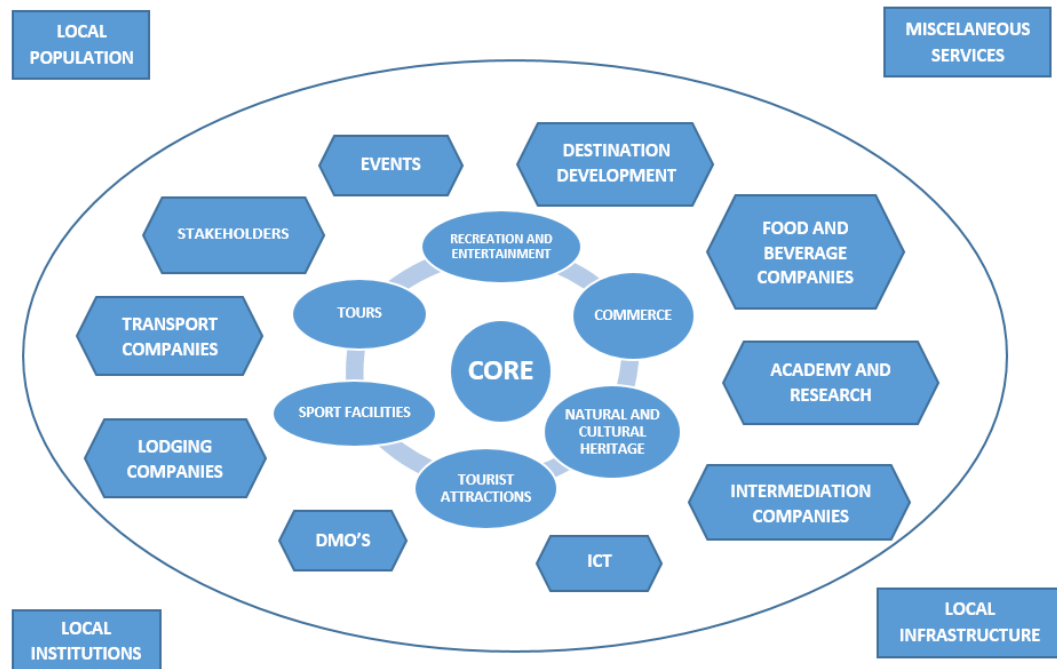 LOCAL
POPULATION
MISCELANEOUS
SERVICES
EVENTS
DESTINATION
DEVELOPMENT
STAKEHOLDERS
RECREATION AND
ENTERTAINMENT
FOOD AND
BEVERAGE
COMPANIES
TOURS
COMMERCE
TRANSPORT
COMPANIES
CORE
ACADEMY AND
RESEARCH
SPORT FACILITIES
NATURAL AND
CULTURAL
HERITAGE
LODGING
COMPANIES
TOURIST
ATTRACTIONS
INTERMEDIATION
COMPANIES
DMO'S
ICT
LOCAL
INSTITUTIONS
LOCAL
INFRASTRUCTURE